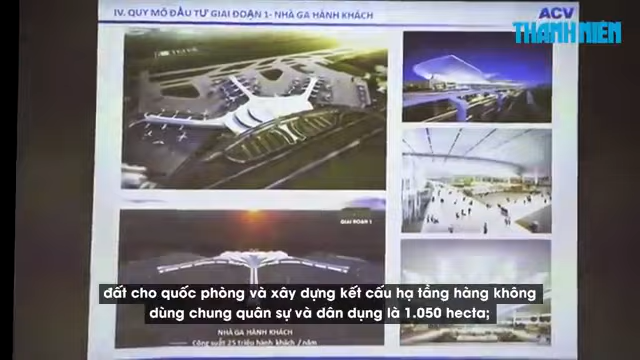 IV. QUY MÔ ĐẦU TƯ GIAI ĐOẠN 1- NHÀ GA HÀNH KHÁCH
ACV
THANH NIÊN
GIAI ĐOẠN 1
đất cho quốc phòng và xây dựng kết cấu hạ tầng hàng không
dùng chung quân sự và dân dụng là 1.050 hecta;
NHÀ GA HÀNH KHÁCH
Công suất 25 triệu hành khách / năm